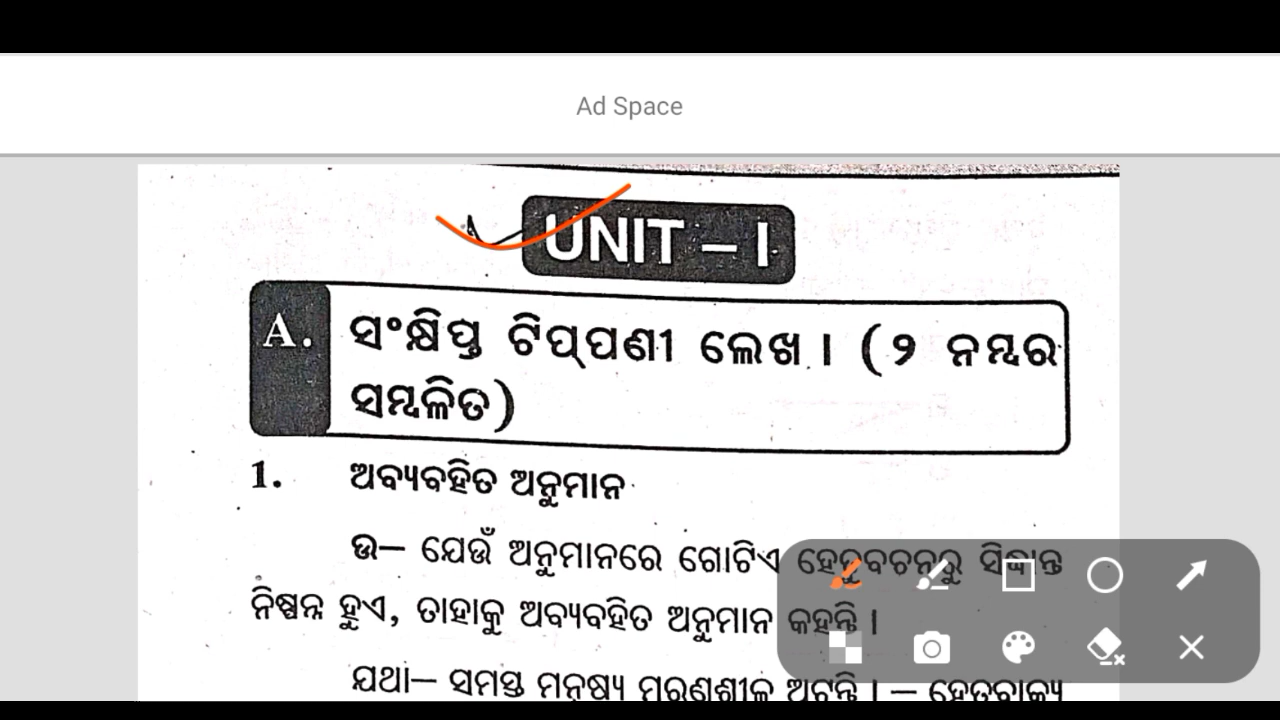 Ad Space
UNIT – I
A. ସଂକ୍ଷିପ୍ତ ଟିପ୍ପଣୀ ଲେଖ । (୨ ନମ୍ବର
ସମ୍ବଳିତ)
1. ଅବ୍ୟବହିତ ଅନୁମାନ
ଉ– ଯେଉଁ ଅନୁମାନରେ ଗୋଟିଏ ହେତୁବଚନରୁ ସିଦ୍ଧାନ୍ତ
ନିଷ୍ପନ୍ନ ହୁଏ, ତାହାକୁ ଅବ୍ୟବହିତ ଅନୁମାନ କହନ୍ତି ।
ଯଥା– ସମସ୍ତ ମନୁଷ୍ୟ ମରଣଶୀଳ ଅଟନ୍ତି । – ହେତୁବାକ୍ୟ